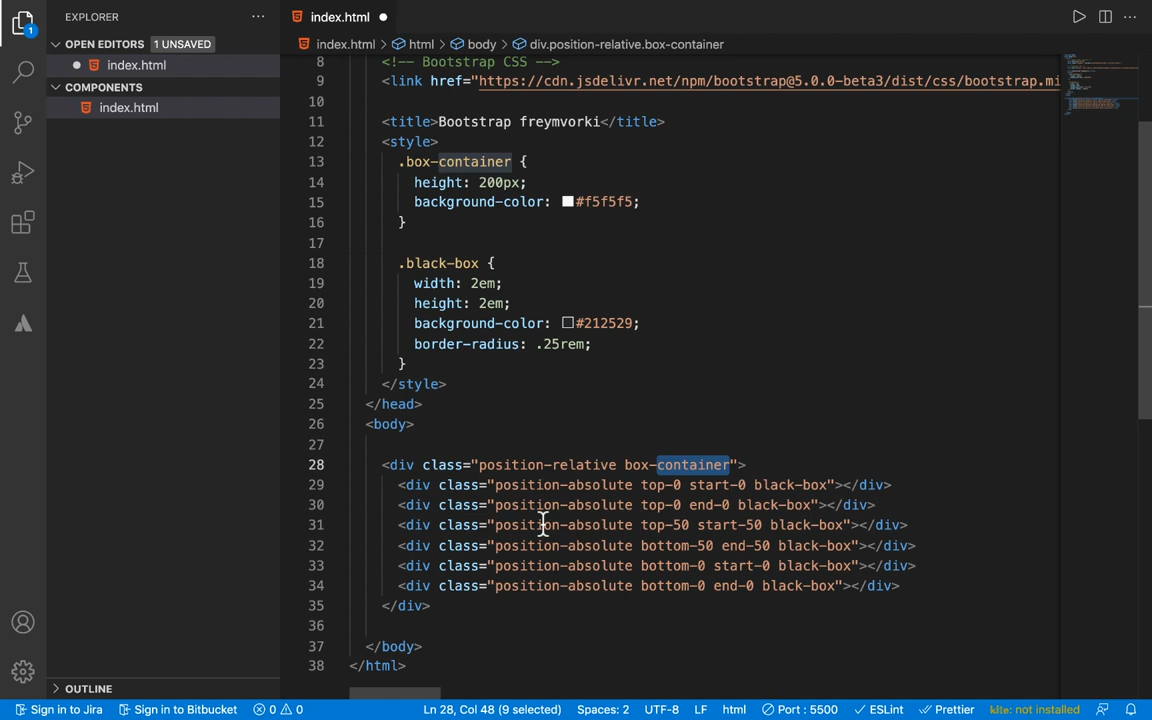 EXPLORER
OPEN EDITORS 1 UNSAVED
index.html
COMPONENTS
index.html
OUTLINE
1
index.html
index.html > html > body > div.position-relative.box-container
8 <!-- Bootstrap CSS -->
9 <link href="https://cdn.jsdelivr.net/npm/bootstrap@5.0.0-beta3/dist/css/bootstrap.mi
10
11 <title>Bootstrap freymvorki</title>
12 <style>
13 .box-container {
14 height: 200px;
15 background-color: #f5f5f5;
16 }
17
18 .black-box {
19 width: 2em;
20 height: 2em;
21 background-color: #212529;
22 border-radius: .25rem;
23 }
24 </style>
25 </head>
26 <body>
27
28 <div class="position-relative box-container">
29 <div class="position-absolute top-0 start-0 black-box"></div>
30 <div class="position-absolute top-0 end-0 black-box"></div>
31 <div class="position-absolute top-50 start-50 black-box"></div>
32 <div class="position-absolute bottom-50 end-50 black-box"></div>
33 <div class="position-absolute bottom-0 start-0 black-box"></div>
34 <div class="position-absolute bottom-0 end-0 black-box"></div>
35 </div>
36
37 </body>
38 </html>
Sign in to Jira Sign in to Bitbucket 0 0 Ln 28, Col 48 (9 selected) Spaces: 2 UTF-8 LF html Port : 5500 ESLint Prettier kite: not installed